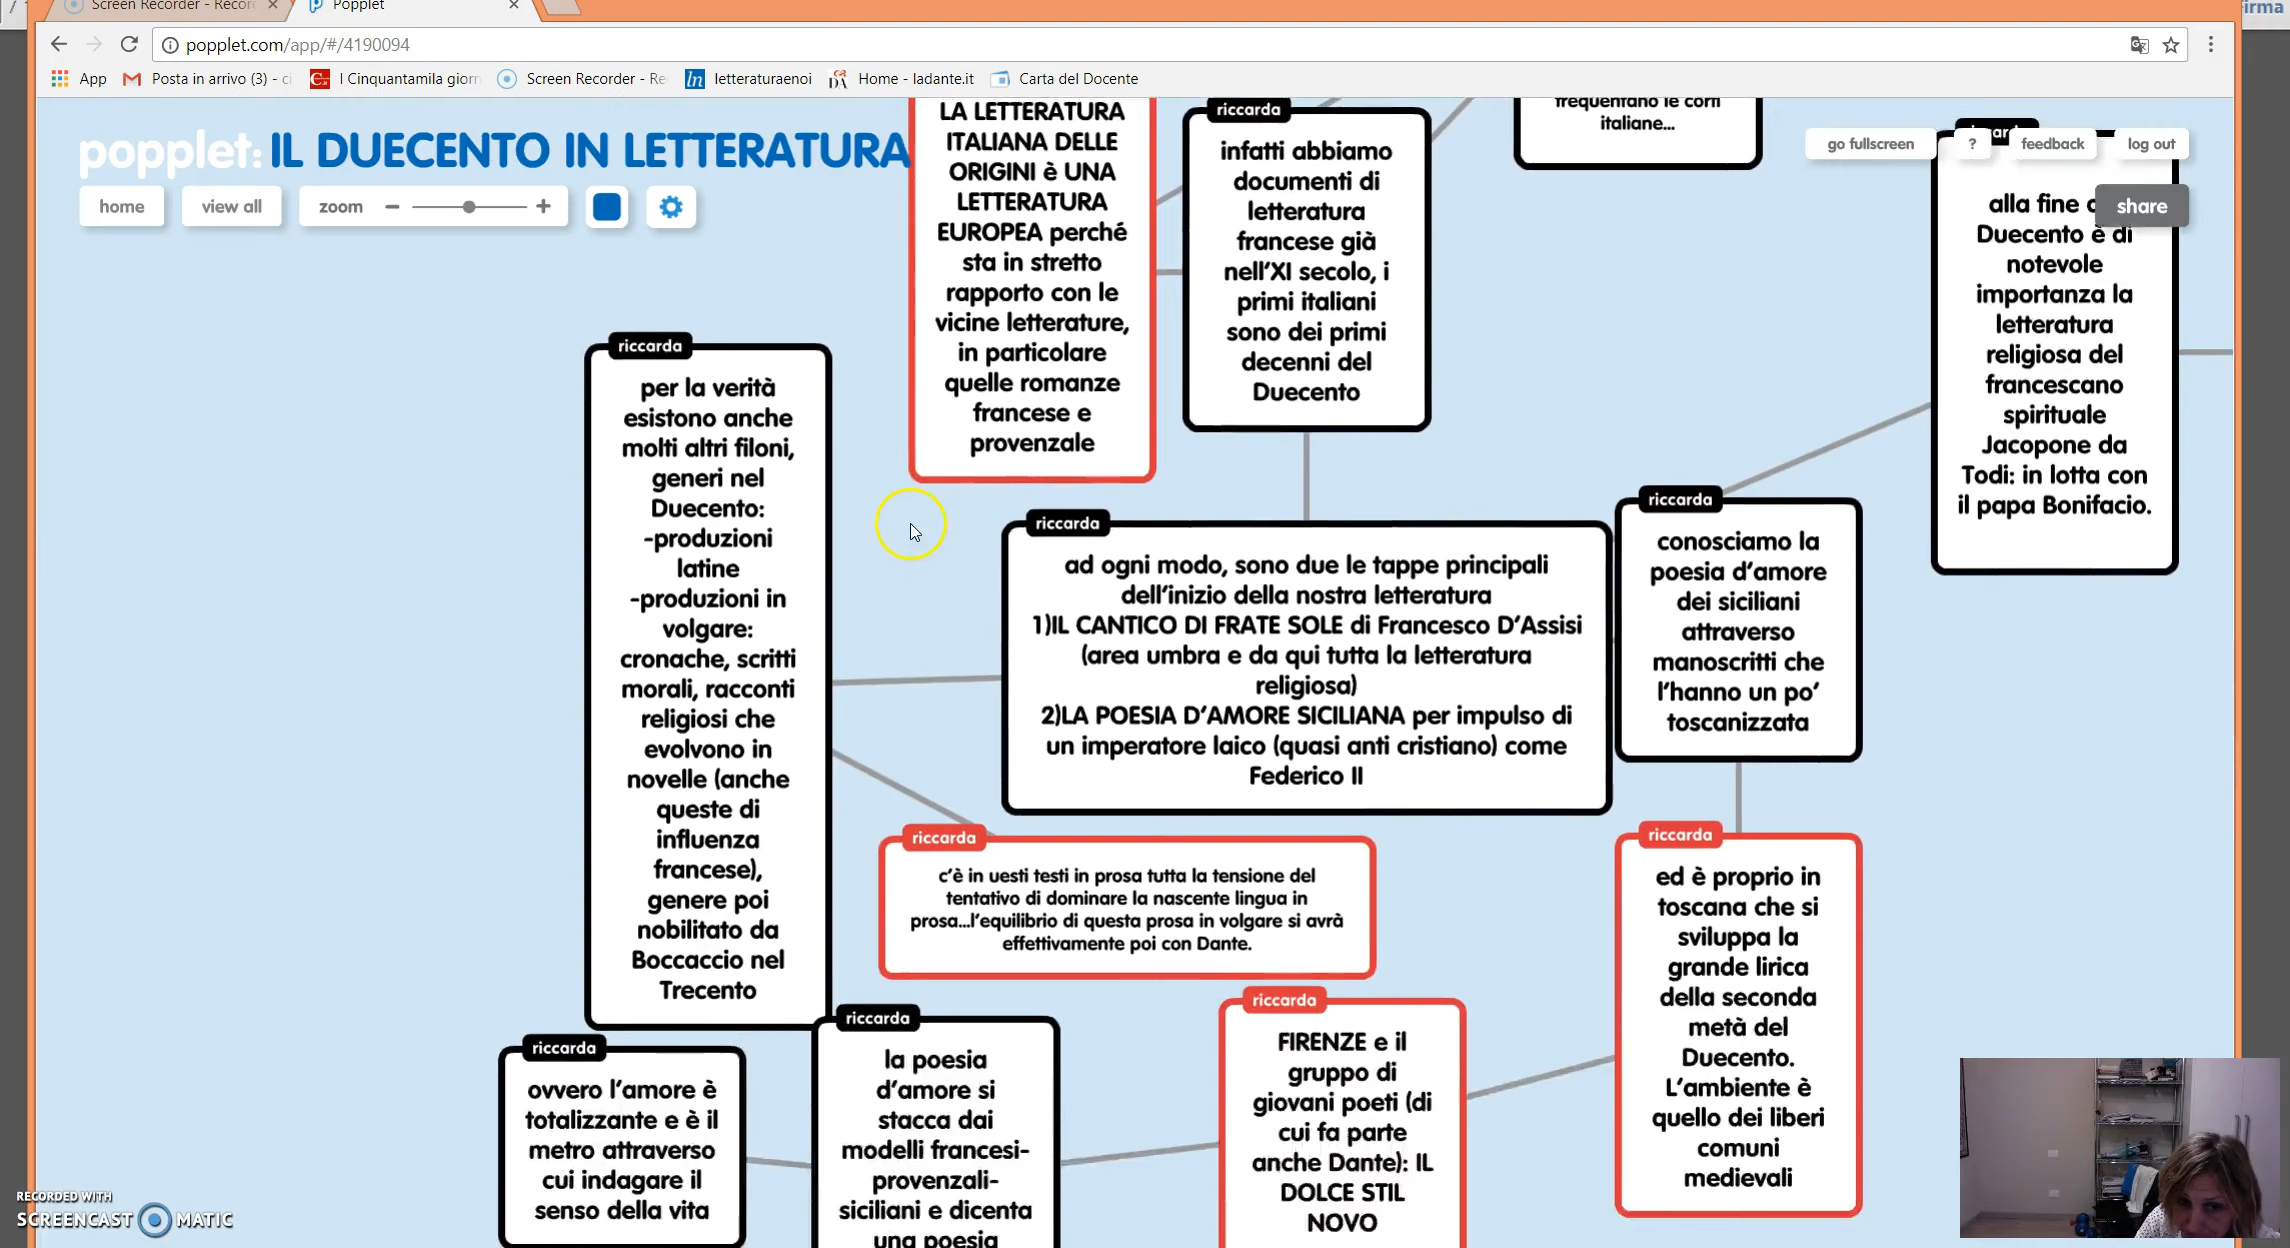 Screen Recorder - Recor
Popplet
irma
popplet.com/app/#/4190094
App
Posta in arrivo (3) - ci
I Cinquantamila giorn
Screen Recorder - Re
letteraturaenoi
Home - ladante.it
Carta del Docente
popplet: IL DUECENTO IN LETTERATURA
home
view all
zoom
go fullscreen
?
feedback
log out
share
LA LETTERATURA
ITALIANA DELLE
ORIGINI è UNA
LETTERATURA
EUROPEA perché
sta in stretto
rapporto con le
vicine letterature,
in particolare
quelle romanze
francese e
provenzale
riccarda
infatti abbiamo
documenti di
letteratura
francese già
nell'XI secolo, i
primi italiani
sono dei primi
decenni del
Duecento
frequentano le corti
italiane...
alla fine
Duecento è di
notevole
importanza la
letteratura
religiosa del
francescano
spirituale
Jacopone da
Todi: in lotta con
il papa Bonifacio.
riccarda
per la verità
esistono anche
molti altri filoni,
generi nel
Duecento:
-produzioni
latine
-produzioni in
volgare:
cronache, scritti
morali, racconti
religiosi che
evolvono in
novelle (anche
queste di
influenza
francese),
genere poi
nobilitato da
Boccaccio nel
Trecento
riccarda
ad ogni modo, sono due le tappe principali
dell'inizio della nostra letteratura
1)IL CANTICO DI FRATE SOLE di Francesco D'Assisi
(area umbra e da qui tutta la letteratura
religiosa)
2)LA POESIA D'AMORE SICILIANA per impulso di
un imperatore laico (quasi anti cristiano) come
Federico II
riccarda
conosciamo la
poesia d'amore
dei siciliani
attraverso
manoscritti che
l'hanno un po'
toscanizzata
riccarda
c'è in uesti testi in prosa tutta la tensione del
tentativo di dominare la nascente lingua in
prosa...l'equilibrio di questa prosa in volgare si avrà
effettivamente poi con Dante.
riccarda
ed è proprio in
toscana che si
sviluppa la
grande lirica
della seconda
metà del
Duecento.
L'ambiente è
quello dei liberi
comuni
medievali
riccarda
FIRENZE e il
gruppo di
giovani poeti (di
cui fa parte
anche Dante): IL
DOLCE STIL
NOVO
riccarda
la poesia
d'amore si
stacca dai
modelli francesi-
provenzali-
siciliani e dicenta
una poesia
riccarda
ovvero l'amore è
totalizzante e è il
metro attraverso
cui indagare il
senso della vita
RECORDED WITH
SCREENCAST MATIC